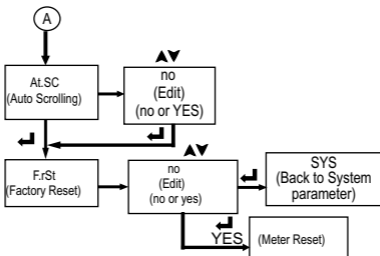 A
At.SC
(Auto Scrolling)
no
(Edit)
(no or YES)
F.rSt
(Factory Reset)
no
(Edit)
(no or yes)
SYS
(Back to System
parameter)
YES
(Meter Reset)